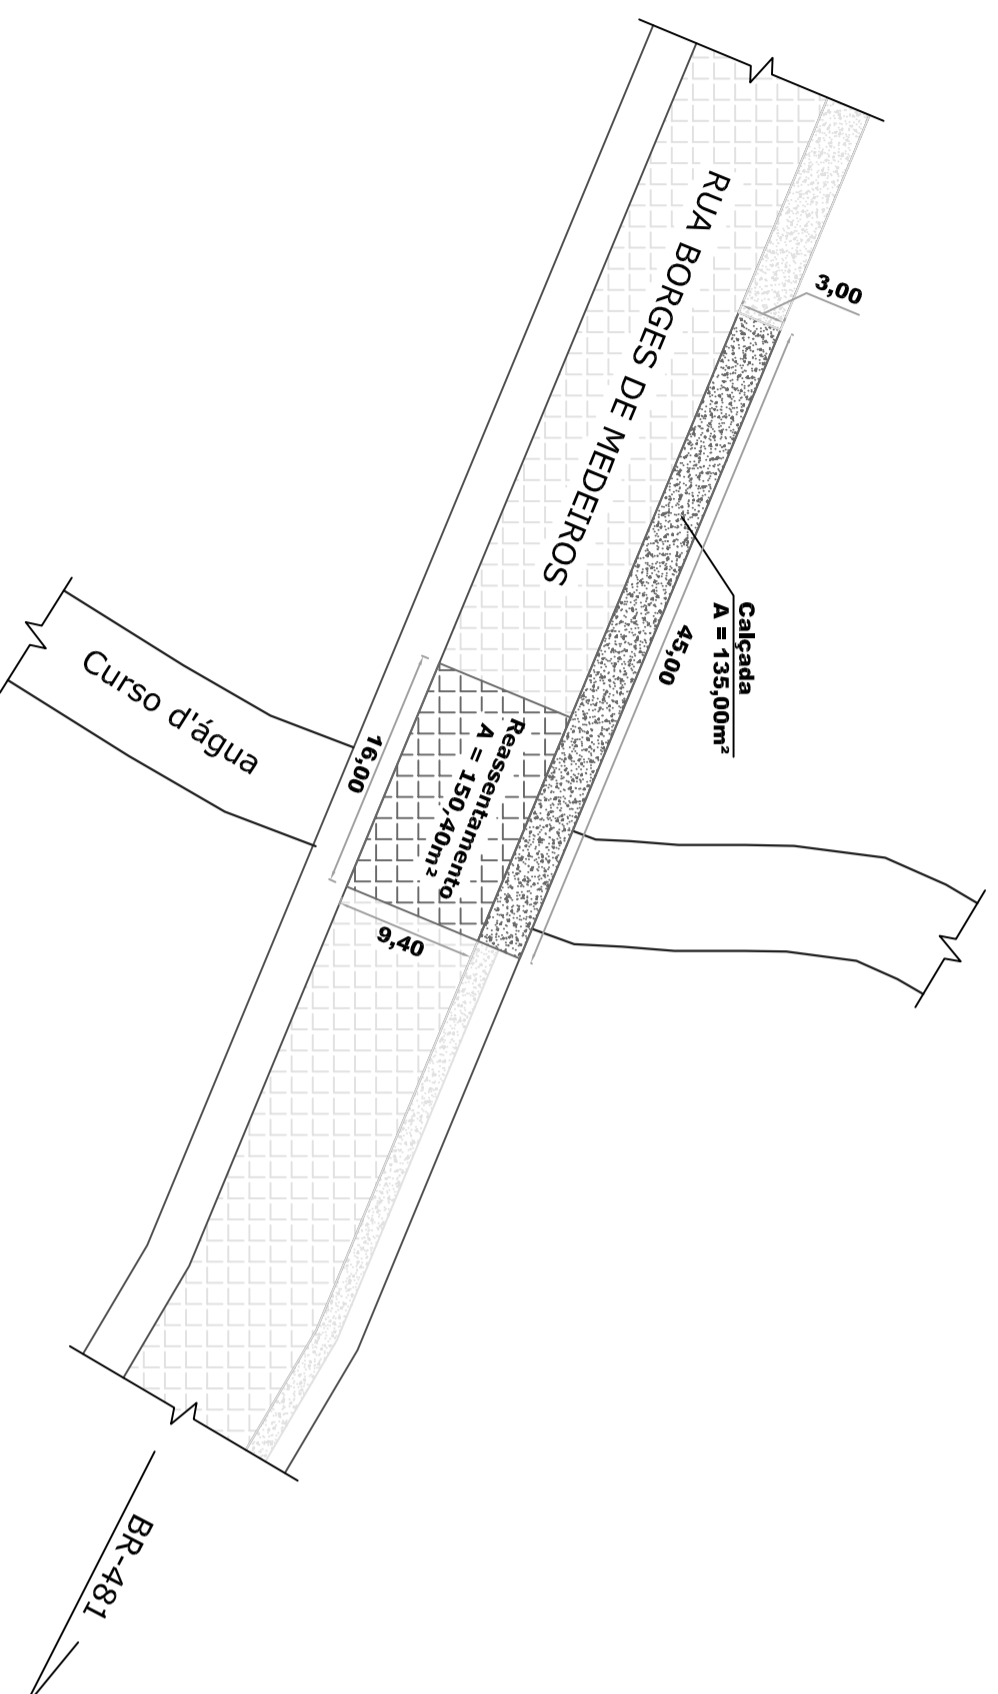 RUA BORGES DE MEDEIROS
3,00
Calçada
A = 135,00m²
45,00
Curso d'água
16,00
Reassentamento
A = 150,40m²
9,40
BR-481